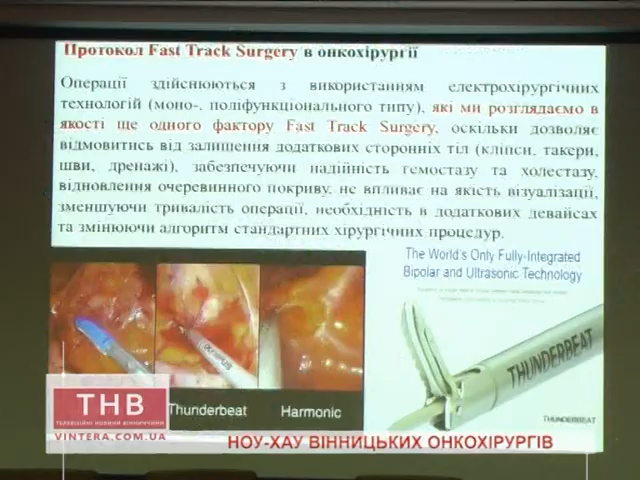 Протокол Fast Track Surgery в онкохірургії
Операції здійснюються з використанням електрохірургічних
технологій (моно-, поліфункціонального типу), які ми розглядаємо в
якості ще одного фактору Fast Track Surgery, оскільки дозволяє
відмовитись від залишення додаткових сторонніх тіл (кліпси, такери,
шви, дренажі), забезпечуючи надійність гемостазу та холестазу,
відновлення очеревинного покриву, не впливає на якість візуалізації,
зменшуючи тривалість операції, необхідність в додаткових девайсах
та змінюючи алгоритм стандартних хірургічних процедур.
The World's Only Fully-Integrated
Bipolar and Ultrasonic Technology
OLYMPUS
THUNDERBEAT
Thunderbeat
Harmonic
THUNDERBEAT
ТНВ
ТЕЛЕВІЗІЙНІ НОВИНИ ВІННИЧЧИНИ
VINTERA.COM.UA
НОУ-ХАУ ВІННИЦЬКИХ ОНКОХІРУРГІВ